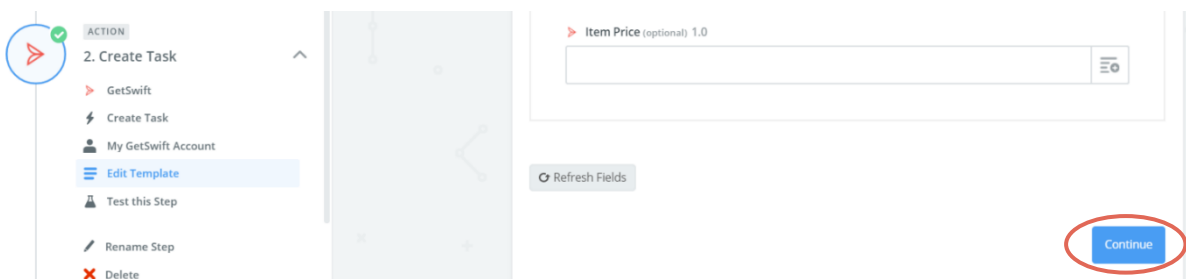 ACTION
2. Create Task
GetSwift
Create Task
My GetSwift Account
Edit Template
Test this Step
Rename Step
Delete
Item Price (optional) 1.0
Refresh Fields
Continue